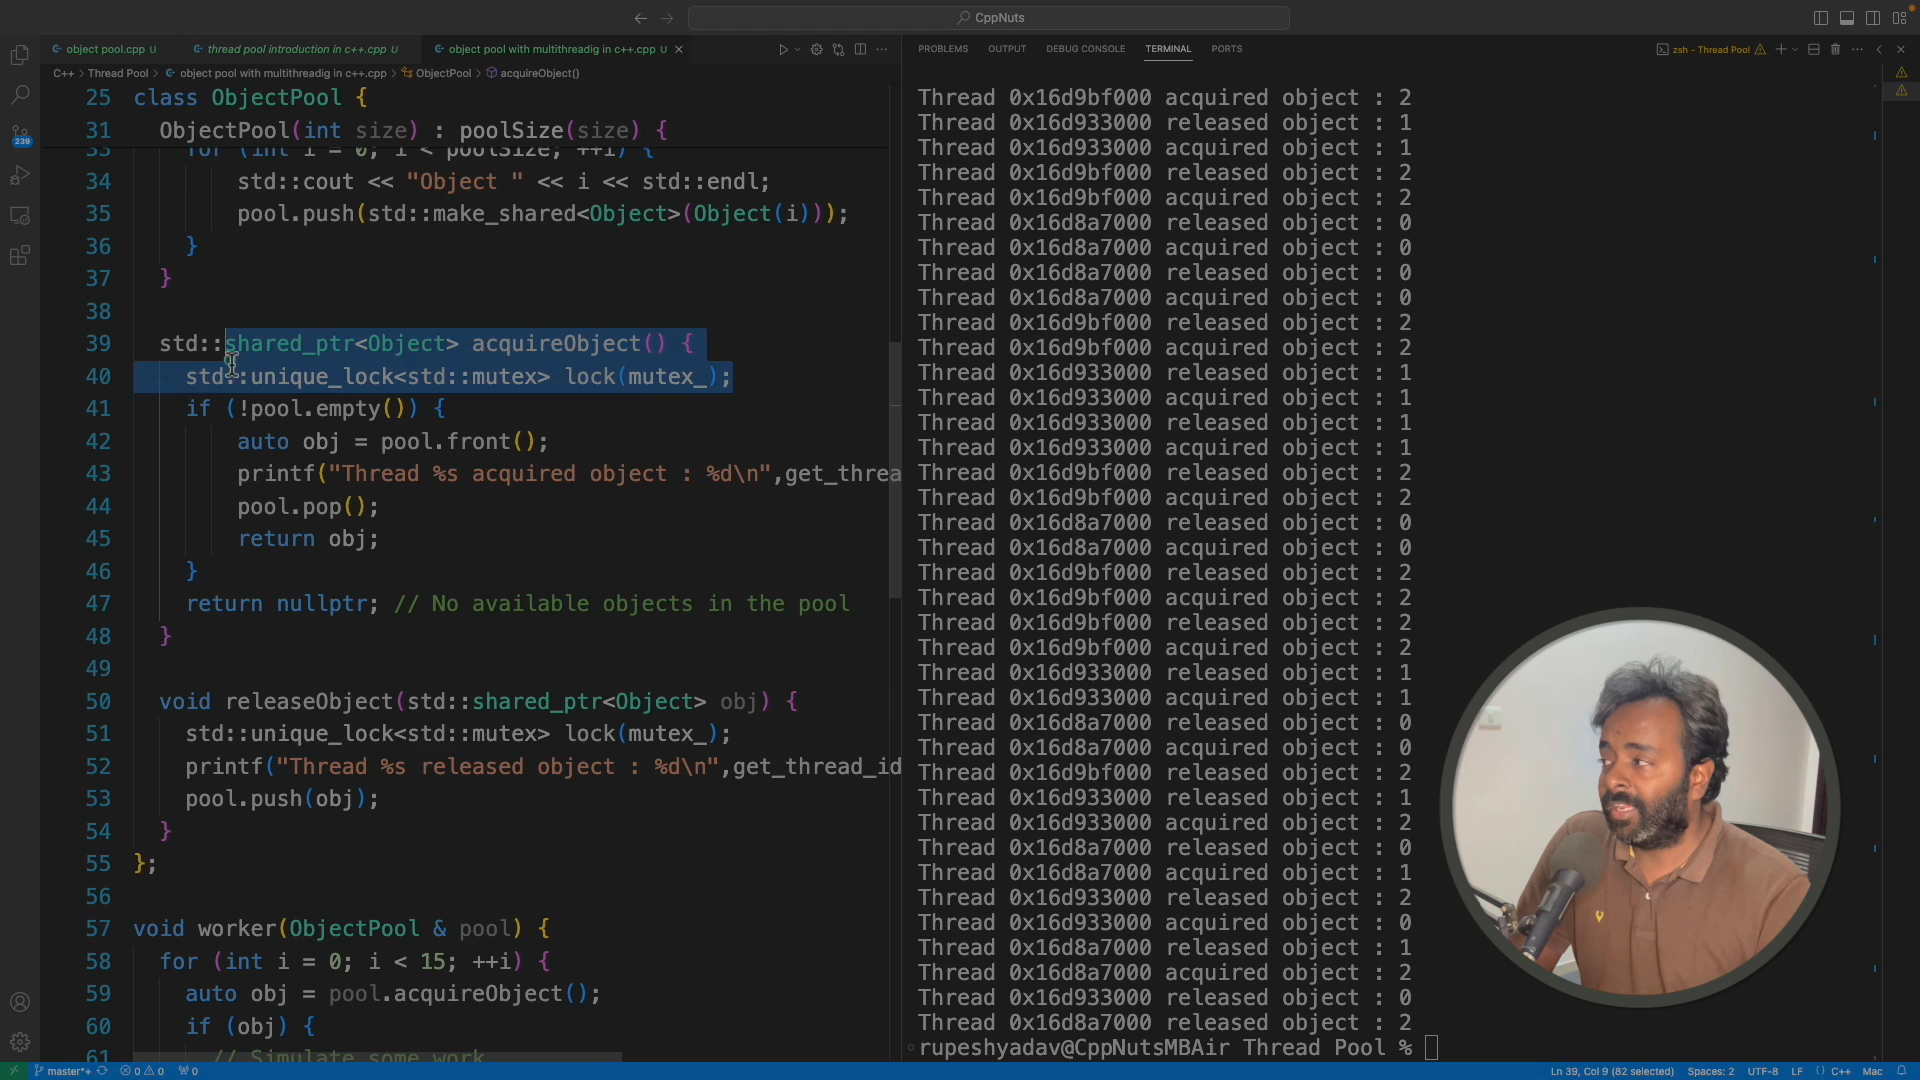 CppNuts
object pool.cpp U
thread pool introduction in c++.cpp U
object pool with multithreadig in c++.cpp U
C++ > Thread Pool > object pool with multithreadig in c++.cpp > ObjectPool > acquireObject()
25 class ObjectPool {
31 ObjectPool(int size) : poolSize(size) {
33 for (int i = 0; i < poolSize; ++i) {
34 std::cout << "Object " << i << std::endl;
35 pool.push(std::make_shared<Object>(Object(i)));
36 }
37 }
38
39 std::shared_ptr<Object> acquireObject() {
40 std::unique_lock<std::mutex> lock(mutex_);
41 if (!pool.empty()) {
42 auto obj = pool.front();
43 printf("Thread %s acquired object : %d\n",get_threa
44 pool.pop();
45 return obj;
46 }
47 return nullptr; // No available objects in the pool
48 }
49
50 void releaseObject(std::shared_ptr<Object> obj) {
51 std::unique_lock<std::mutex> lock(mutex_);
52 printf("Thread %s released object : %d\n",get_thread_id
53 pool.push(obj);
54 }
55 };
56
57 void worker(ObjectPool & pool) {
58 for (int i = 0; i < 15; ++i) {
59 auto obj = pool.acquireObject();
60 if (obj) {
61 // Simulate some work
PROBLEMS OUTPUT DEBUG CONSOLE TERMINAL PORTS
zsh - Thread Pool
Thread 0x16d9bf000 acquired object : 2
Thread 0x16d933000 released object : 1
Thread 0x16d933000 acquired object : 1
Thread 0x16d9bf000 released object : 2
Thread 0x16d9bf000 acquired object : 2
Thread 0x16d8a7000 released object : 0
Thread 0x16d8a7000 acquired object : 0
Thread 0x16d8a7000 released object : 0
Thread 0x16d8a7000 acquired object : 0
Thread 0x16d9bf000 released object : 2
Thread 0x16d9bf000 acquired object : 2
Thread 0x16d933000 released object : 1
Thread 0x16d933000 acquired object : 1
Thread 0x16d933000 released object : 1
Thread 0x16d933000 acquired object : 1
Thread 0x16d9bf000 released object : 2
Thread 0x16d9bf000 acquired object : 2
Thread 0x16d8a7000 released object : 0
Thread 0x16d8a7000 acquired object : 0
Thread 0x16d9bf000 released object : 2
Thread 0x16d9bf000 acquired object : 2
Thread 0x16d9bf000 released object : 2
Thread 0x16d9bf000 acquired object : 2
Thread 0x16d933000 released object : 1
Thread 0x16d933000 acquired object : 1
Thread 0x16d8a7000 released object : 0
Thread 0x16d8a7000 acquired object : 0
Thread 0x16d9bf000 released object : 2
Thread 0x16d933000 released object : 1
Thread 0x16d933000 acquired object : 2
Thread 0x16d8a7000 released object : 0
Thread 0x16d8a7000 acquired object : 1
Thread 0x16d933000 released object : 2
Thread 0x16d933000 acquired object : 0
Thread 0x16d8a7000 released object : 1
Thread 0x16d8a7000 acquired object : 2
Thread 0x16d933000 released object : 0
Thread 0x16d8a7000 released object : 2
rupeshyadav@CppNutsMBAir Thread Pool %
239
master*+ 0 0 0
Ln 39, Col 9 (82 selected) Spaces: 2 UTF-8 LF {} C++ Mac